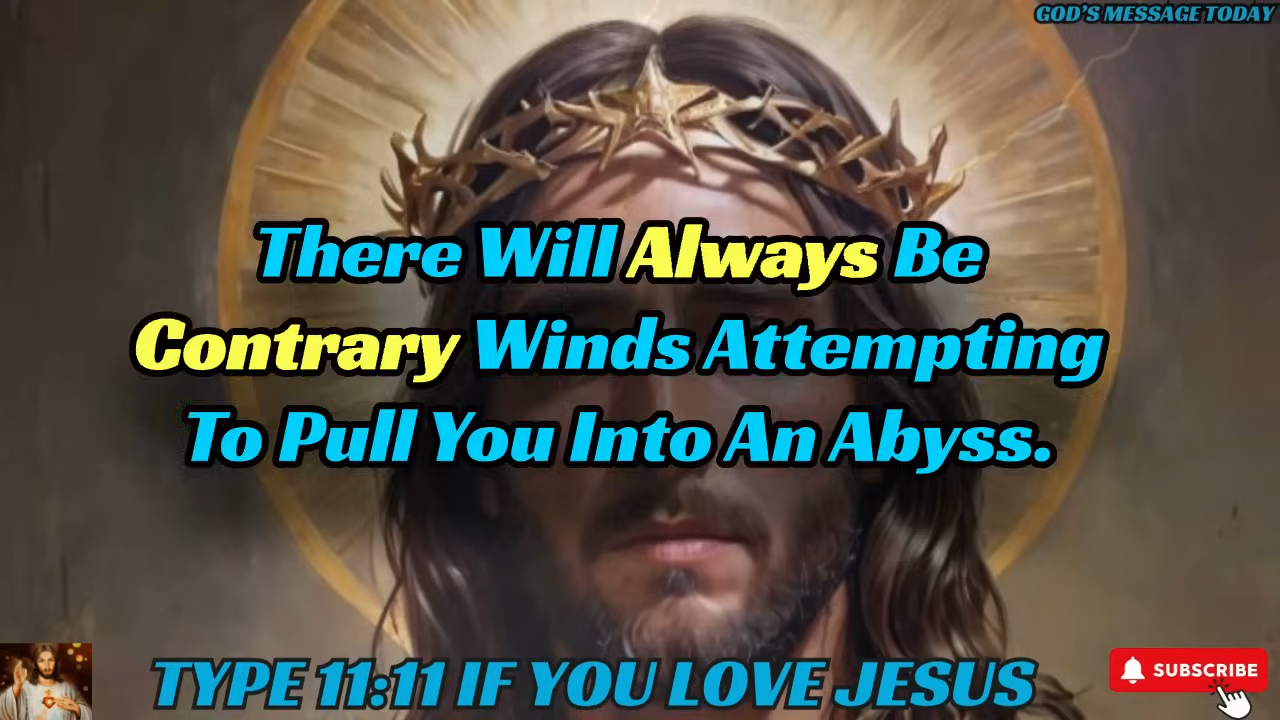 GOD'S MESSAGE TODAY
There Will Always Be
Contrary Winds Attempting
To Pull You Into An Abyss.
TYPE 11:11 IF YOU LOVE JESUS
SUBSCRIBE